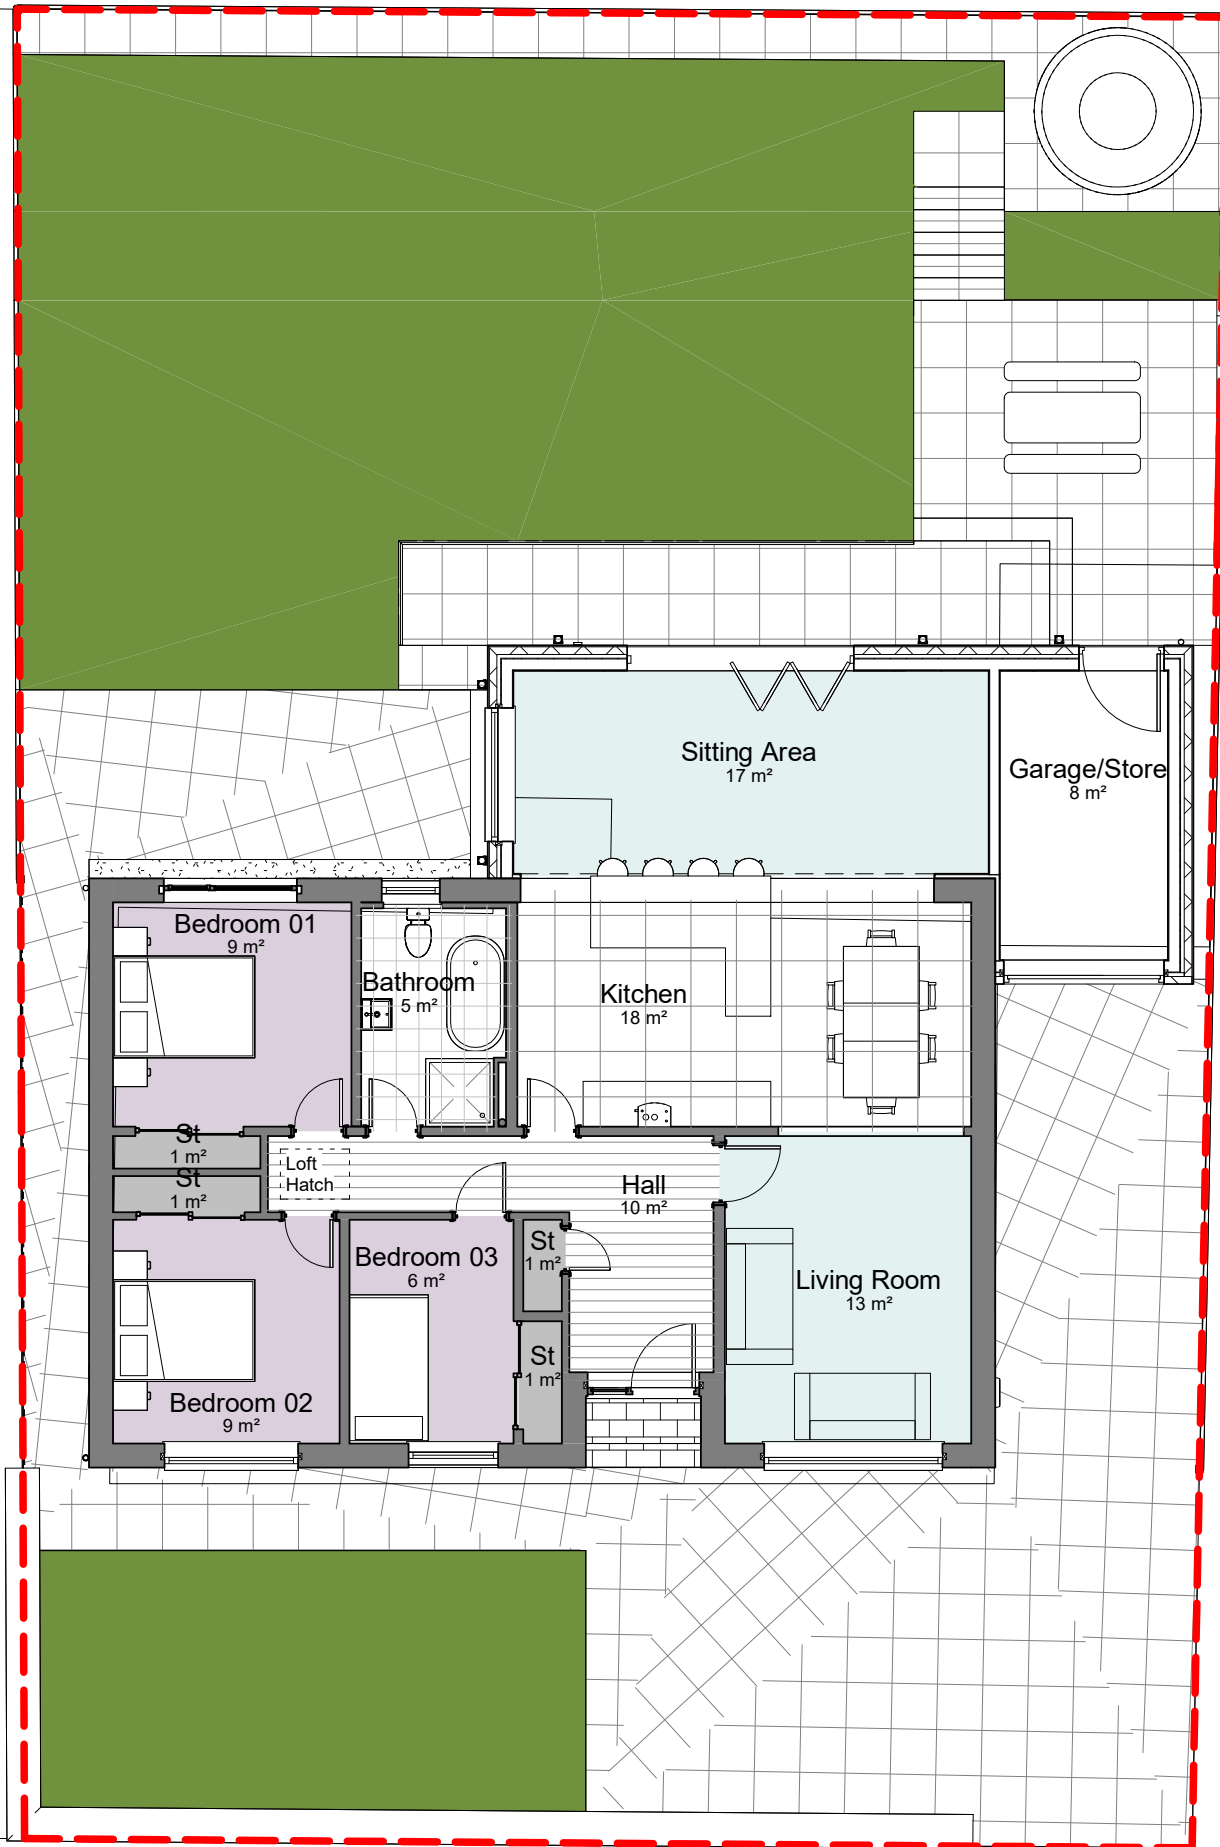 Sitting Area
17 m²
Garage/Store
8 m²
Bedroom 01
9 m²
Bathroom
5 m²
Kitchen
18 m²
St
1 m²
St
1 m²
Loft
Hatch
Hall
10 m²
St
1 m²
Bedroom 03
6 m²
Living Room
13 m²
St
1 m²
Bedroom 02
9 m²